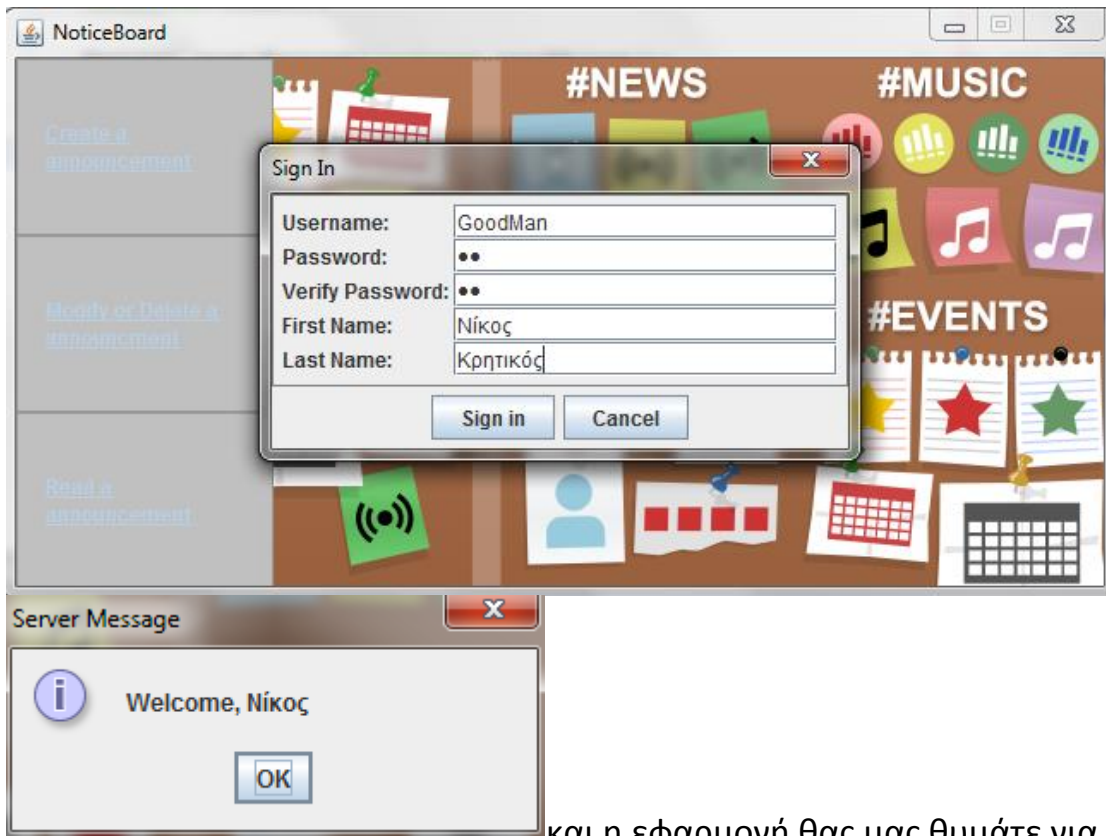 NoticeBoard
#NEWS
#MUSIC
Create a
announcement
Sign In
Username:
GoodMan
Password:
••
Verify Password:
••
First Name:
Νίκος
Last Name:
Κρητικός
Modify or Delete a
announcment
#EVENTS
Sign in
Cancel
Read a
announcement
Server Message
Welcome, Νίκος
OK
και η εφαρμογή θας μας θυμάτε για